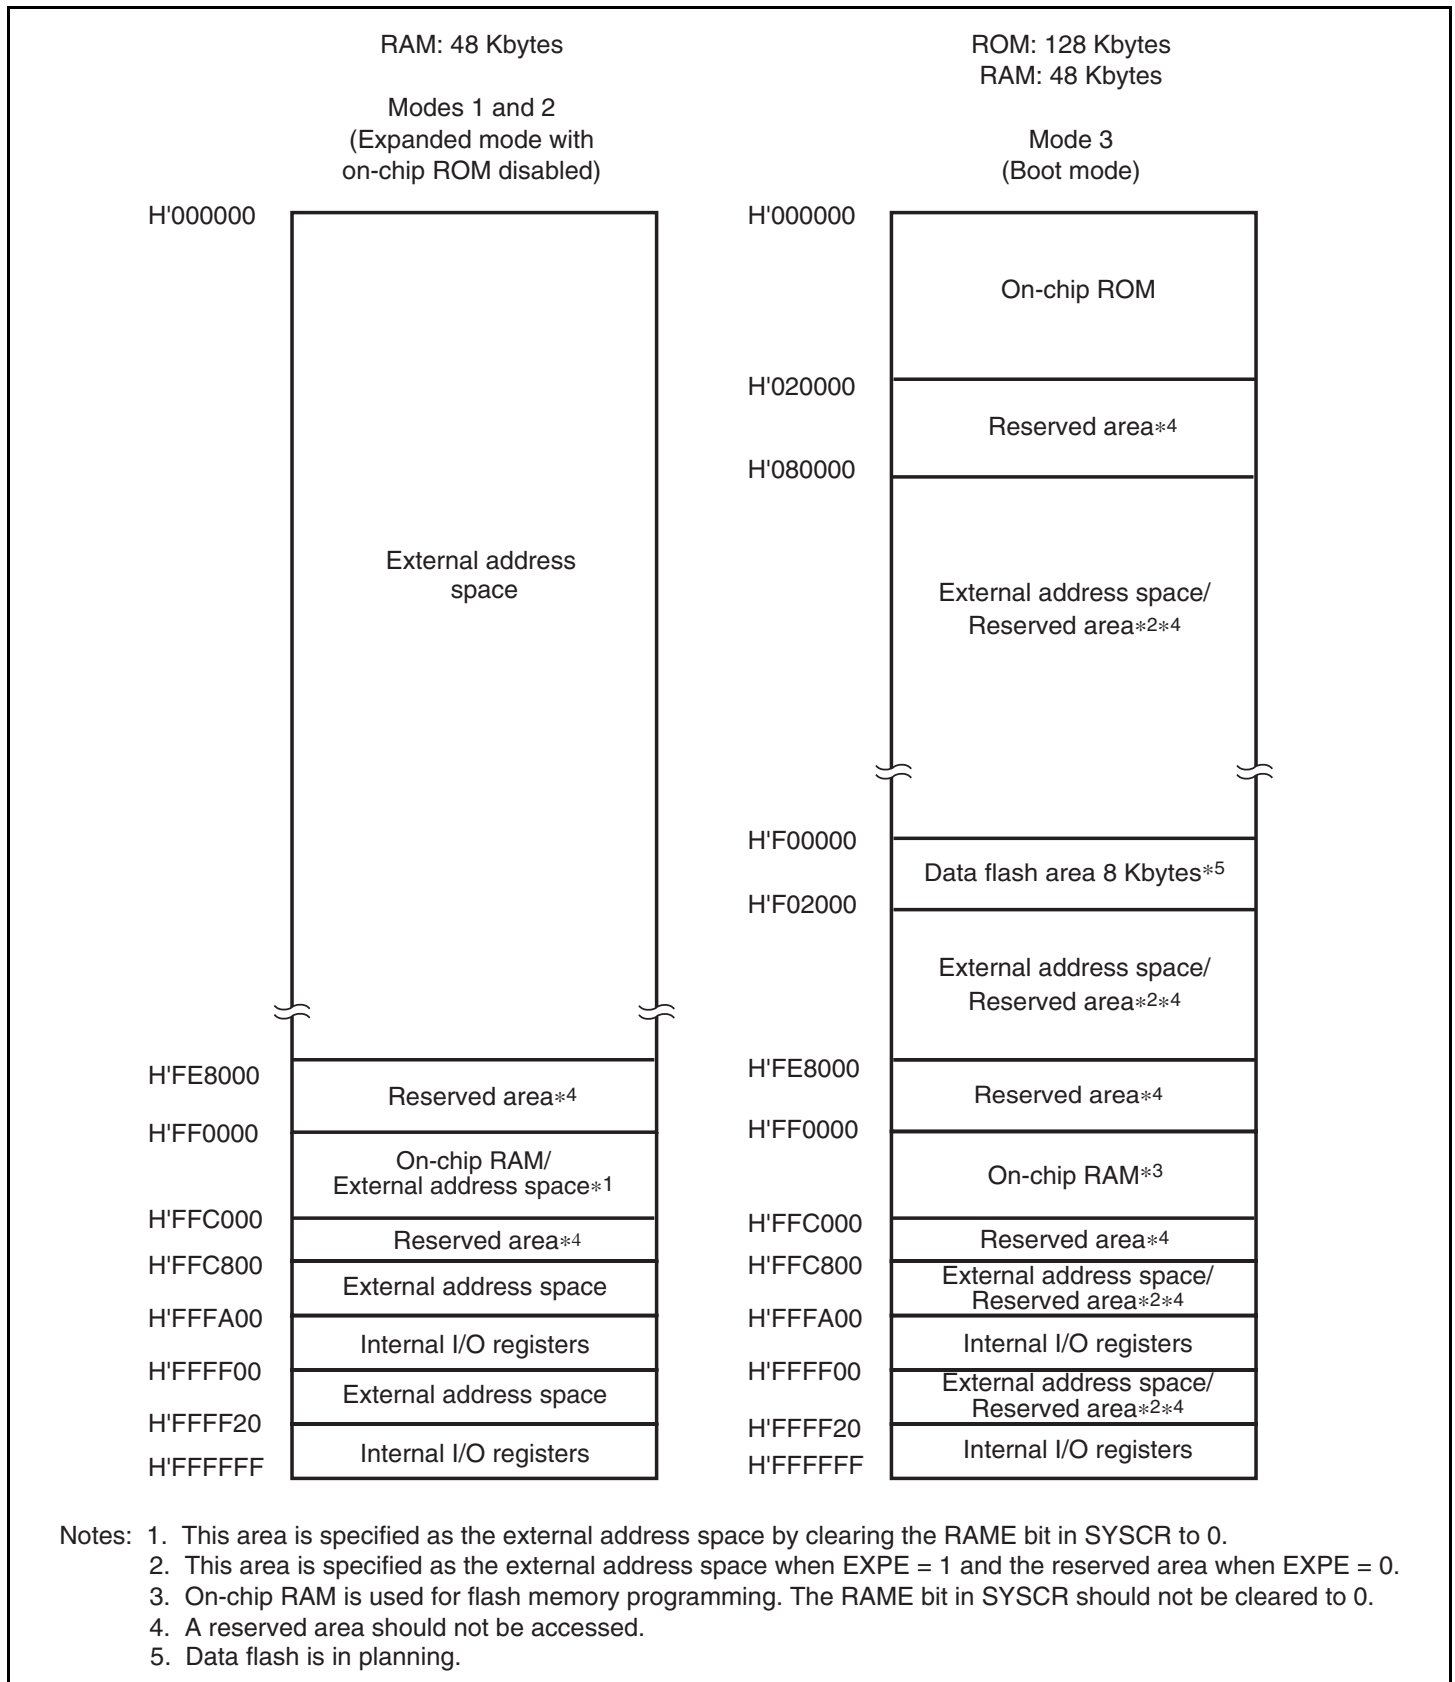 RAM: 48 Kbytes
Modes 1 and 2
(Expanded mode with
on-chip ROM disabled)
H'000000
External address
space
H'FE8000
Reserved area*4
H'FF0000
On-chip RAM/
External address space*1
H'FFC000
Reserved area*4
H'FFC800
External address space
H'FFFA00
Internal I/O registers
H'FFFF00
External address space
H'FFFF20
Internal I/O registers
H'FFFFFF
ROM: 128 Kbytes
RAM: 48 Kbytes
Mode 3
(Boot mode)
H'000000
On-chip ROM
H'020000
Reserved area*4
H'080000
External address space/
Reserved area*2*4
H'F00000
Data flash area 8 Kbytes*5
H'F02000
External address space/
Reserved area*2*4
H'FE8000
Reserved area*4
H'FF0000
On-chip RAM*3
H'FFC000
Reserved area*4
H'FFC800
External address space/
Reserved area*2*4
H'FFFA00
Internal I/O registers
H'FFFF00
External address space/
Reserved area*2*4
H'FFFF20
Internal I/O registers
H'FFFFFF
Notes: 1. This area is specified as the external address space by clearing the RAME bit in SYSCR to 0.
2. This area is specified as the external address space when EXPE = 1 and the reserved area when EXPE = 0.
3. On-chip RAM is used for flash memory programming. The RAME bit in SYSCR should not be cleared to 0.
4. A reserved area should not be accessed.
5. Data flash is in planning.